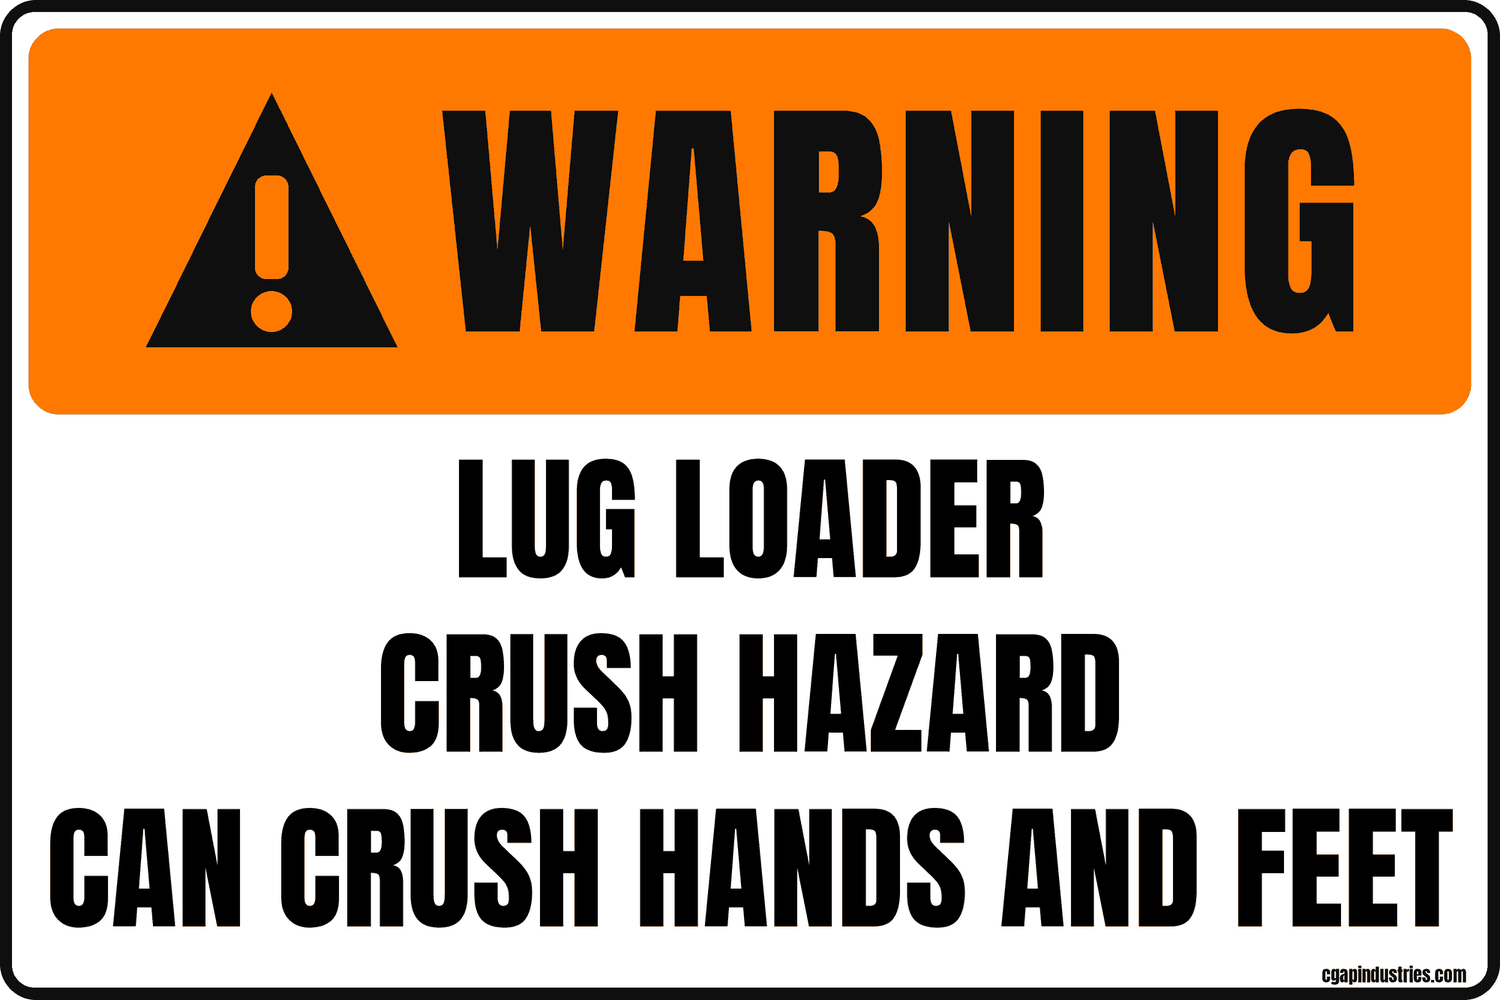 WARNING
LUG LOADER
CRUSH HAZARD
CAN CRUSH HANDS AND FEET
cgapindustries.com